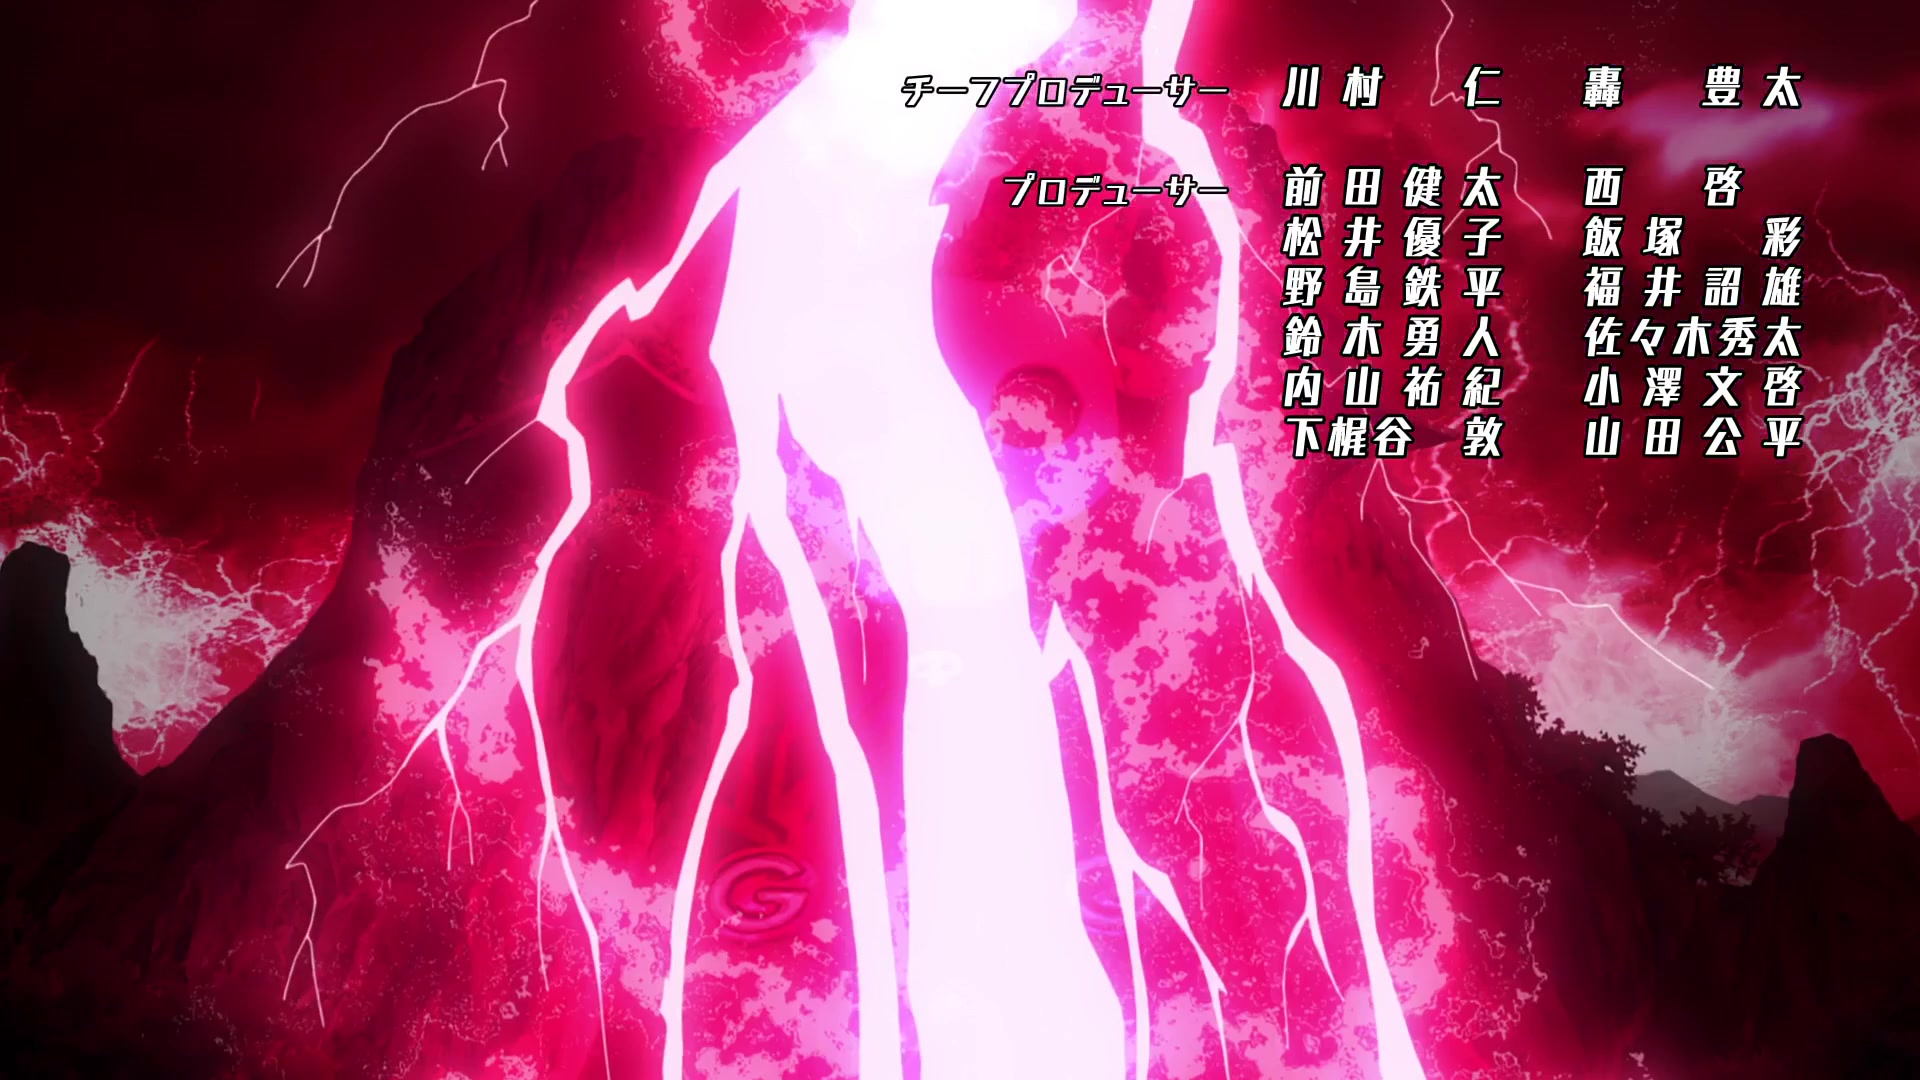 チーフプロデューサー 川村 仁 轟 豊太
プロデューサー 前田健太 西 啓
松井優子 飯塚 彩
野島鉄平 福井詔雄
鈴木勇人 佐々木秀太
内山祐紀 小澤文啓
下梶谷 敦 山田公平
G